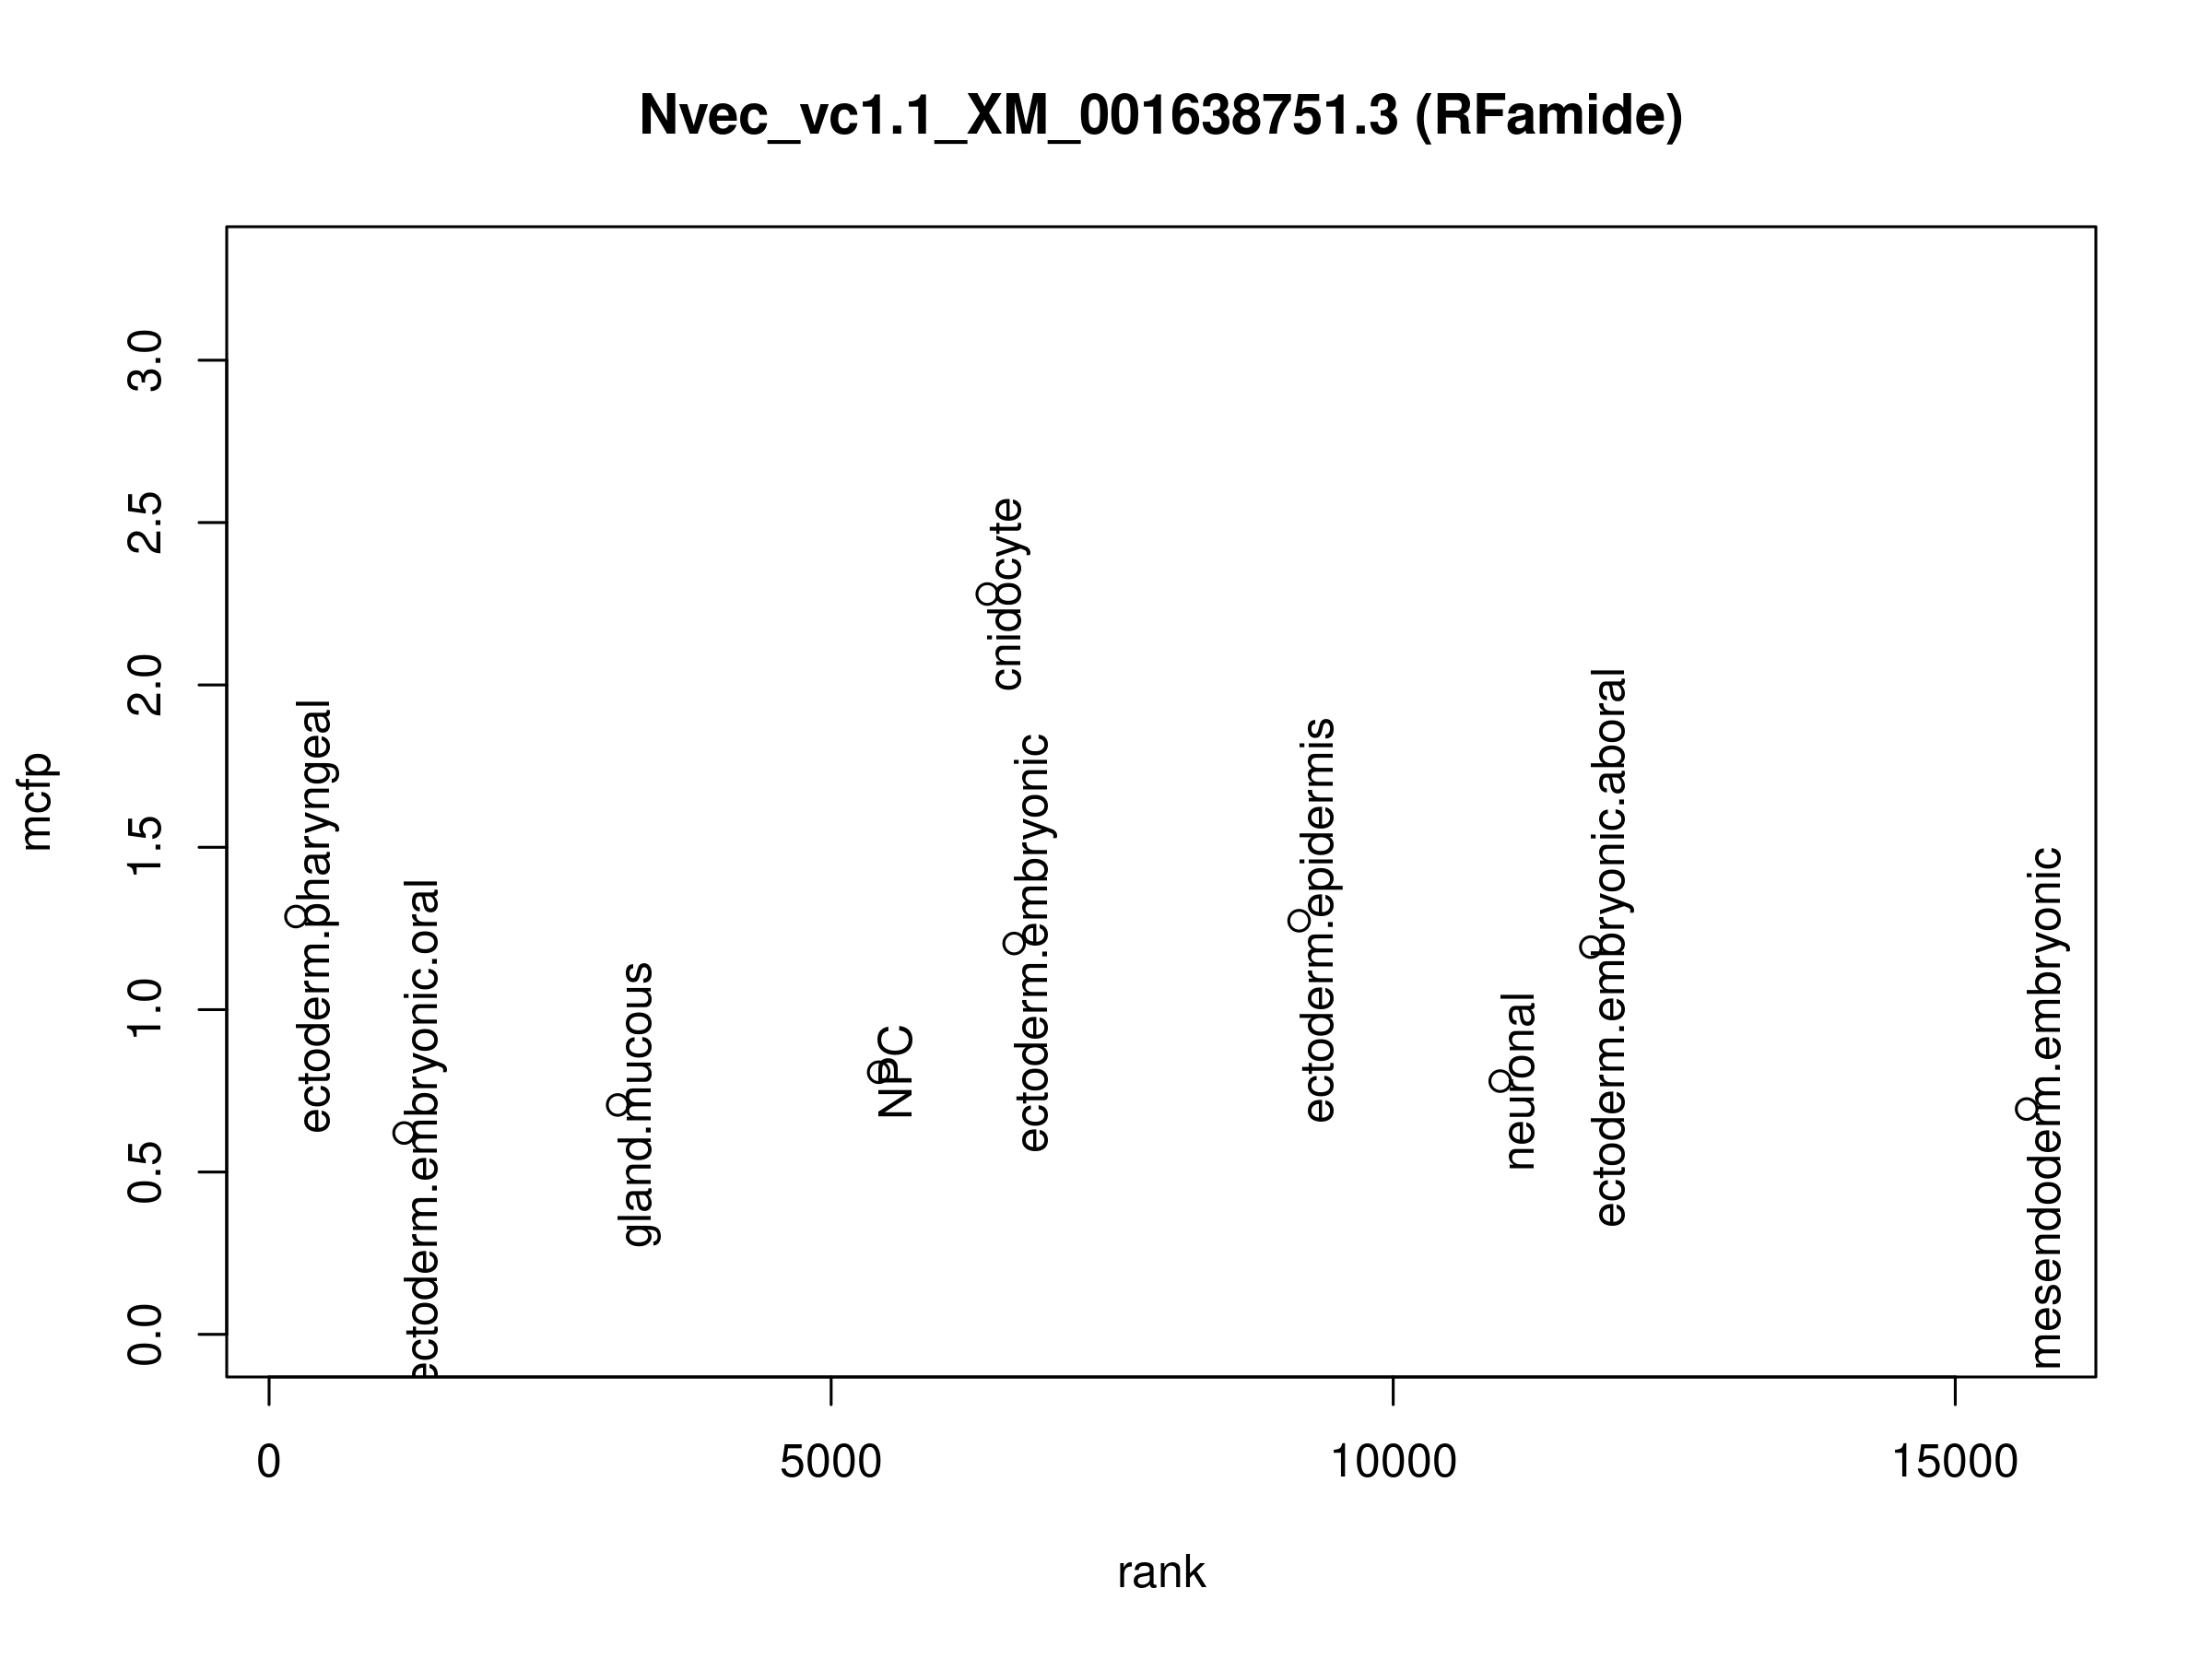 Nvec_vc1.1_XM_001638751.3 (RFamide)
mcfp
3.0
2.5
2.0
1.5
1.0
0.5
0.0
ectoderm.pharyngeal
ectoderm.embryonic.oral
gland.mucous
NPC
cnidocyte
ectoderm.embryonic
ectoderm.epidermis
neuronal
ectoderm.embryonic.aboral
mesendoderm.embryonic
0
5000
10000
15000
rank